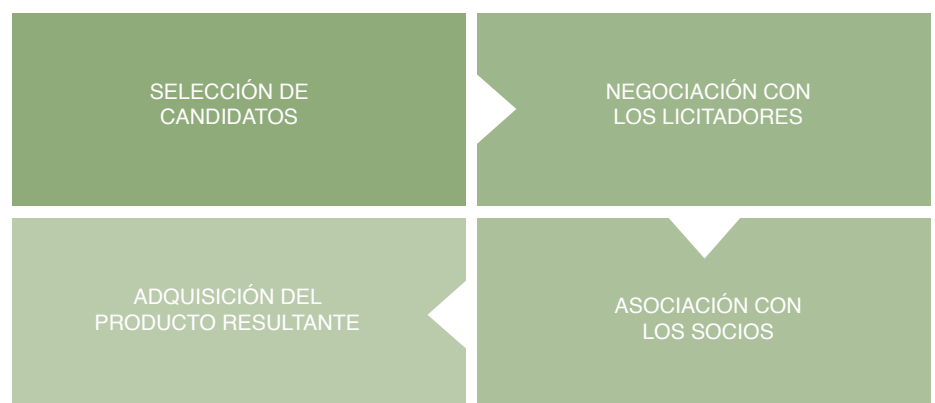 SELECCIÓN DE
CANDIDATOS
NEGOCIACIÓN CON
LOS LICITADORES
ASOCIACIÓN CON
LOS SOCIOS
ADQUISICIÓN DEL
PRODUCTO RESULTANTE